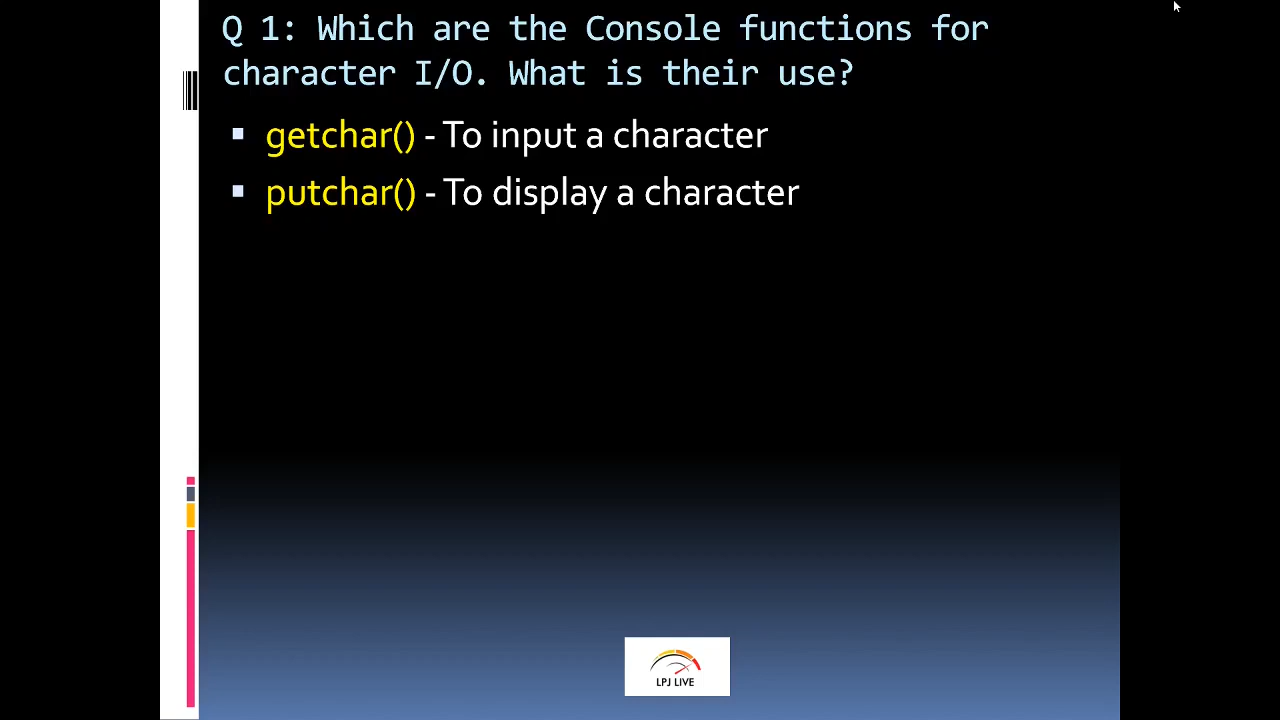 Q 1: Which are the Console functions for
character I/O. What is their use?
getchar() - To input a character
putchar() - To display a character
LPJ LIVE